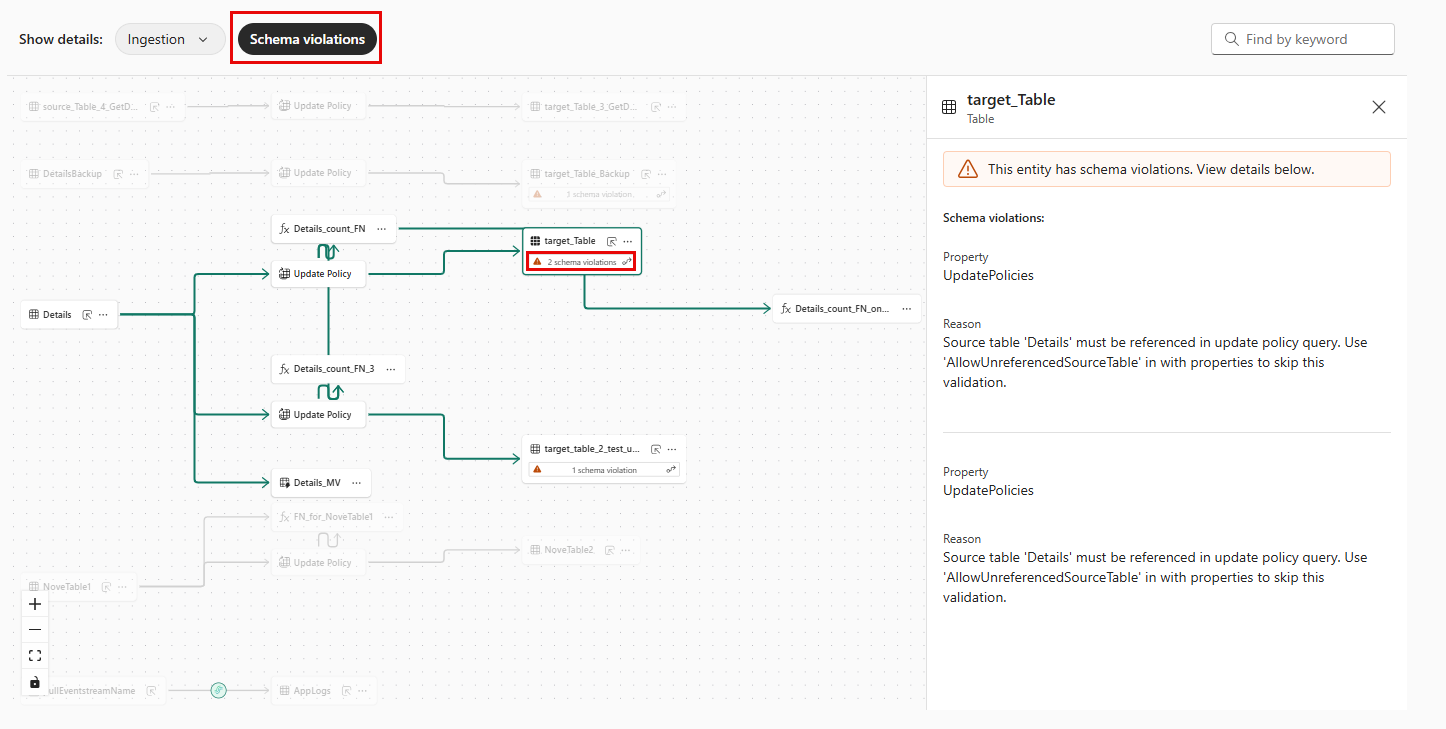 Show details:
Ingestion
Schema violations
Find by keyword
source_Table_4_GetD...
Update Policy
target_Table_3_GetD...
DetailsBackup
Update Policy
target_Table_Backup
1 schema violation
Details_count_FN
Update Policy
target_Table
2 schema violations
Details
Details_count_FN_on...
Details_count_FN_3
Update Policy
target_table_2_test_u...
1 schema violation
Details_MV
FN_for_NoveTable1
Update Policy
NoveTable2
NoveTable1
AppLogs
target_Table
Table
This entity has schema violations. View details below.
Schema violations:
Property
UpdatePolicies
Reason
Source table 'Details' must be referenced in update policy query. Use
'AllowUnreferencedSourceTable' in with properties to skip this
validation.
Property
UpdatePolicies
Reason
Source table 'Details' must be referenced in update policy query. Use
'AllowUnreferencedSourceTable' in with properties to skip this
validation.